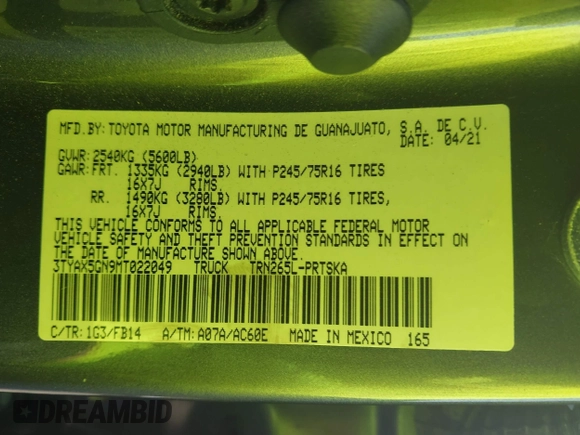 MFD.BY:TOYOTA MOTOR MANUFACTURING DE GUANAJUATO, S.A. DE C.V.
DATE: 04/21
GVWR:2540KG (5600LB)
GAWR:FRT. 1335KG (2940LB) WITH P245/75R16 TIRES
16X7J RIMS.
RR. 1490KG (3280LB) WITH P245/75R16 TIRES,
16X7J RIMS.
THIS VEHICLE CONFORMS TO ALL APPLICABLE FEDERAL MOTOR
VEHICLE SAFETY AND THEFT PREVENTION STANDARDS IN EFFECT ON
THE DATE OF MANUFACTURE SHOWN ABOVE.
3TYAX5GN9MT022049 TRUCK TRN265L-PRTSKA
C/TR:1G3/FB14 A/TM:A07A/AC60E MADE IN MEXICO 165
DREAMBID